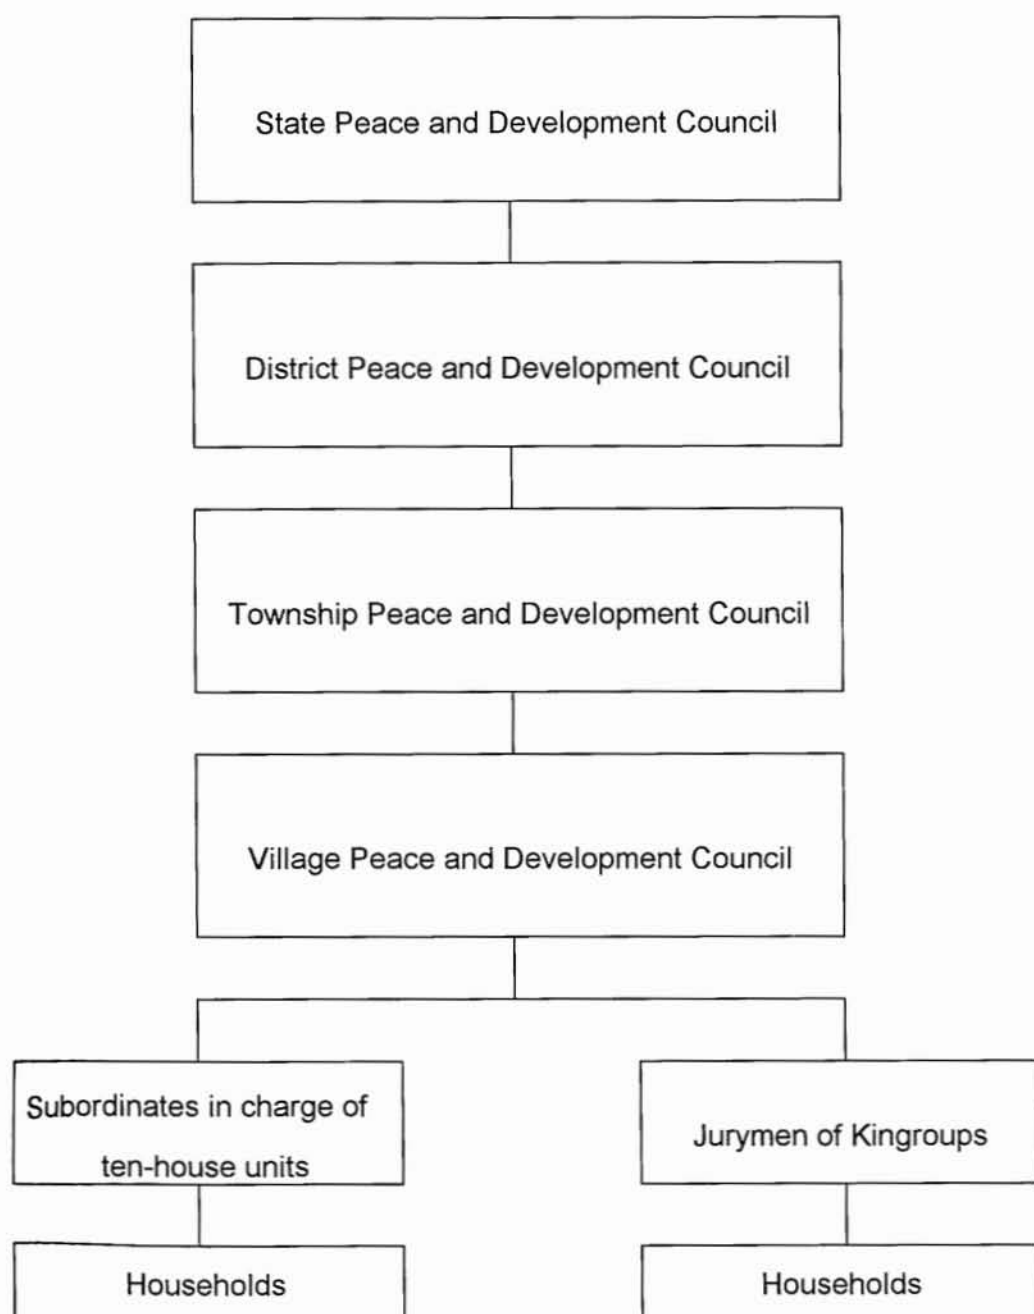 State Peace and Development Council
District Peace and Development Council
Township Peace and Development Council
Village Peace and Development Council
Subordinates in charge of
ten-house units
Jurymen of Kingroups
Households
Households